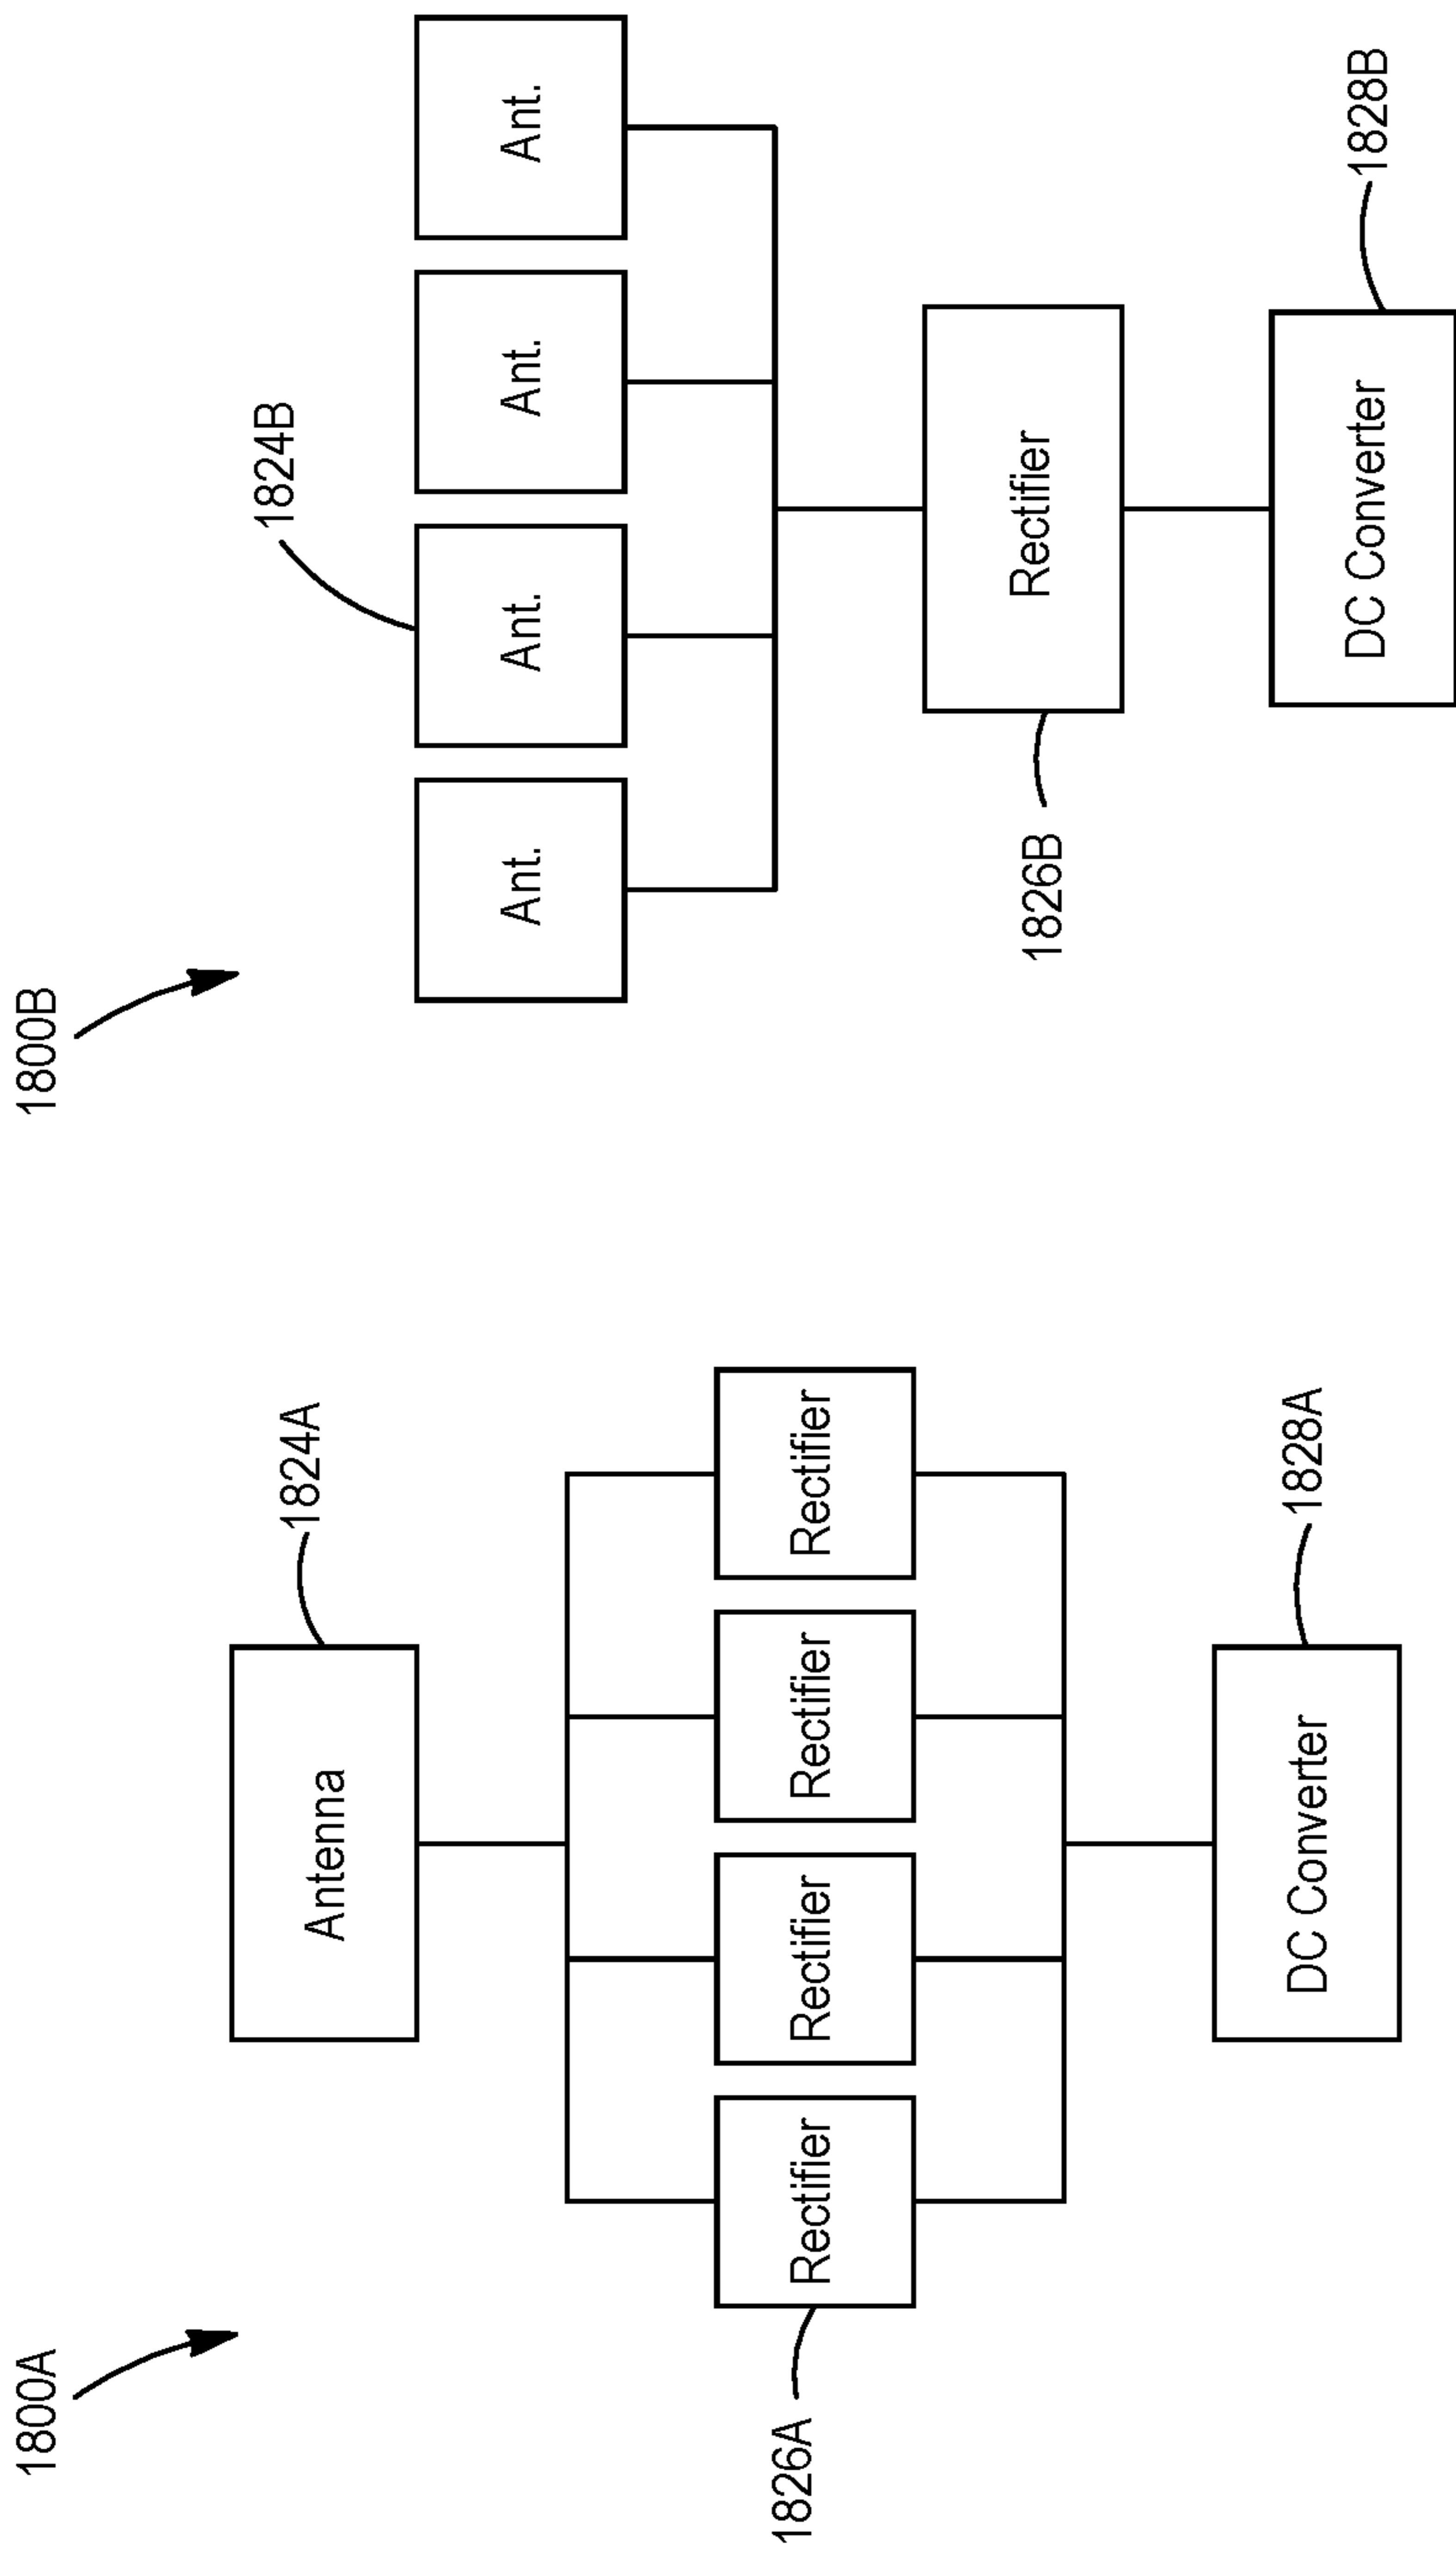 1800A
Antenna
1824A
Rectifier
Rectifier
Rectifier
Rectifier
1826A
DC Converter
1828A
1800B
1824B
Ant.
Ant.
Ant.
Ant.
Rectifier
1826B
DC Converter
1828B